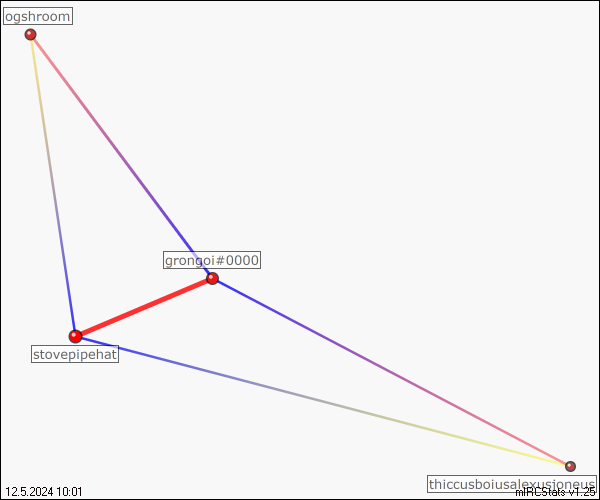 ogshroom
grongoi#0000
stovepipehat
thiccusboiusalexusioneus
12.5.2024 10:01
mIRCStats v1.25